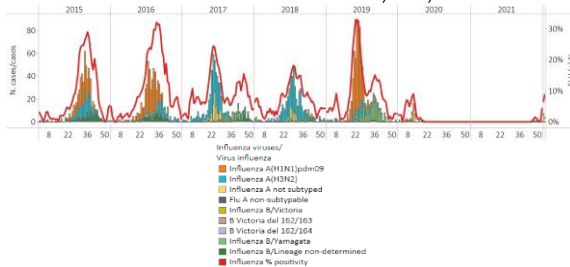 2015 2016 2017 2018 2019 2020 2021
80
60
40
20
0
N. cases/casos
30%
20%
10%
0%
8 22 36 50 8 22 36 50 8 22 36 50 8 22 36 50 8 22 36 50 8 22 36 50 8 22 36 50
Influenza viruses/
Virus influenza
Influenza A(H1N1)pdm09
Influenza A(H3N2)
Influenza A not subtyped
Flu A non-subtypable
Influenza B/Victoria
B Victoria del 162/163
B Victoria del 162/164
Influenza B/Yamagata
Influenza B/Lineage non-determined
Influenza % positivity